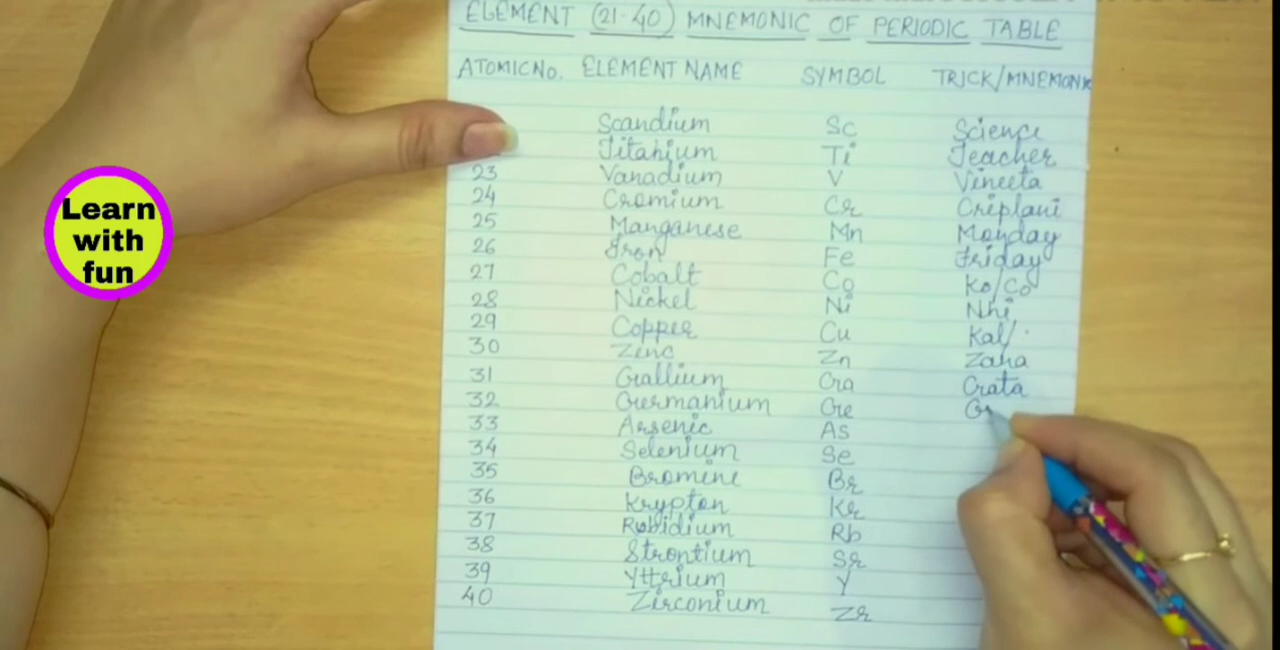 ELEMENT (21-40) MNEMONIC OF PERIODIC TABLE
ATOMIC No. ELEMENT NAME SYMBOL TRICK/MNEMONIC
Scandium Sc Science
Titanium Ti Teacher
23 Vanadium V Vineeta
24 Cromium Cr Criplani
25 Manganese Mn Monday
26 Iron Fe Friday
27 Cobalt Co Ko/Co
28 Nickel Ni Nhi
29 Copper Cu Kal/
30 Zinc Zn Zana
31 Gallium Ga Gata
32 Germanium Ge
33 Arsenic As
34 Selenium Se
35 Bromine Br
36 Krypton Kr
37 Rubidium Rb
38 Strontium Sr
39 Yttrium Y
40 Zirconium Zr
Learn
with
fun